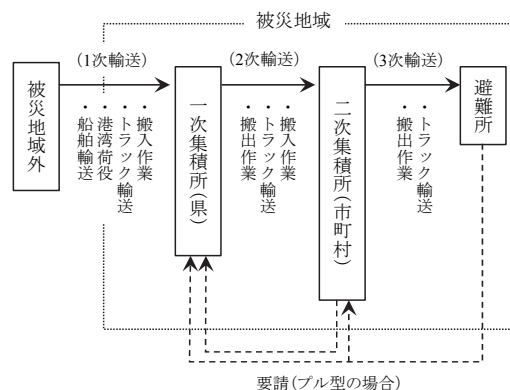 被災地域
(1次輸送)
(2次輸送)
(3次輸送)
被災地域外
・船舶輸送
・港湾荷役
・トラック輸送
・搬入作業
一次集積所(県)
・搬出作業
・トラック輸送
・搬入作業
二次集積所(市町村)
・搬出作業
・トラック輸送
避難所
要請(プル型の場合)